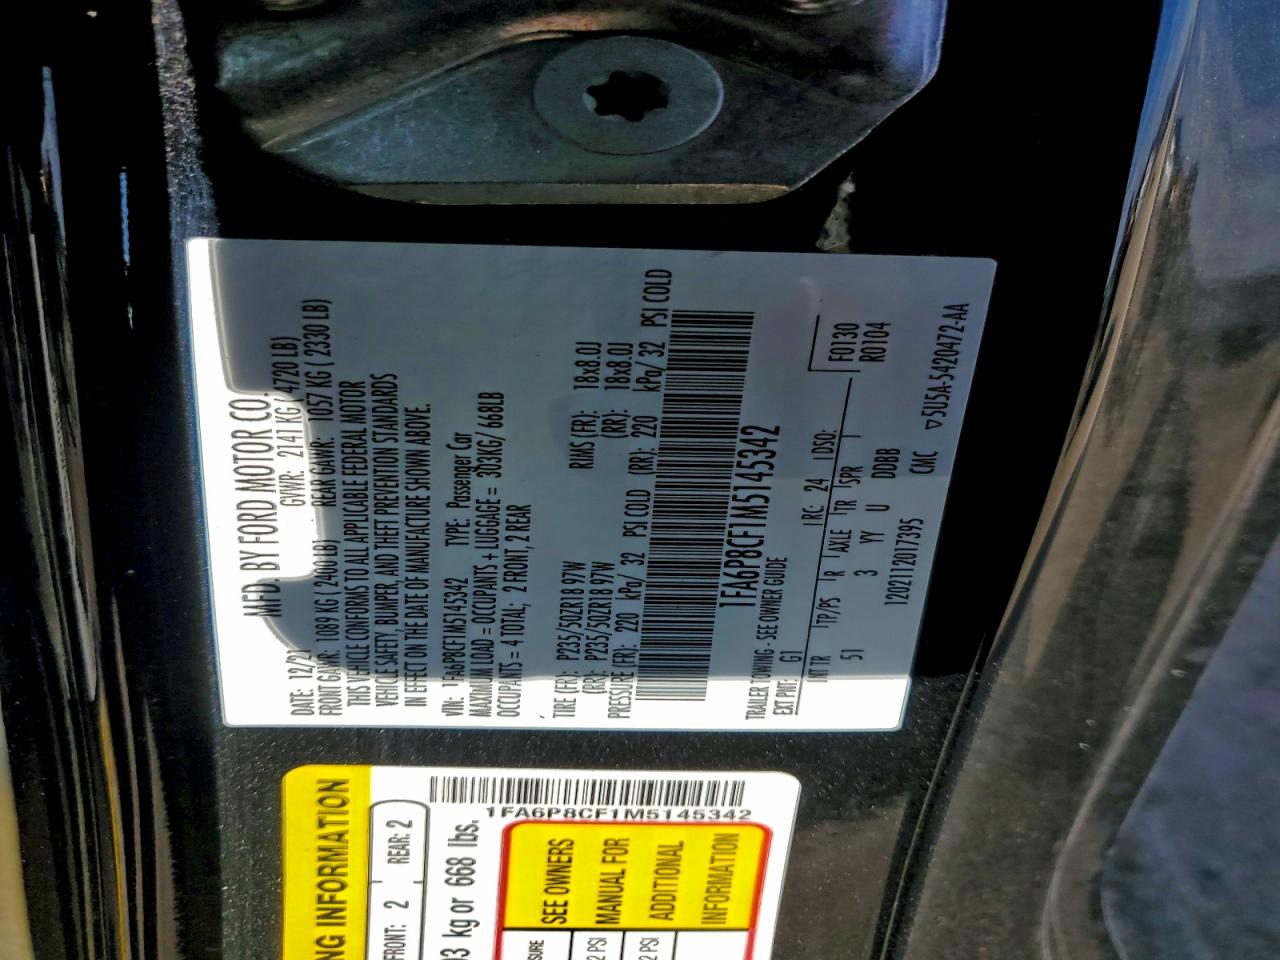 MFD. BY FORD MOTOR CO.
DATE: 12/21 GVWR: 2141 KG / 4720 LB)
FRONT GAWR: 1089 KG ( 2400 LB) REAR GAWR: 1057 KG ( 2330 LB)
THIS VEHICLE CONFORMS TO ALL APPLICABLE FEDERAL MOTOR
VEHICLE SAFETY, BUMPER, AND THEFT PREVENTION STANDARDS
IN EFFECT ON THE DATE OF MANUFACTURE SHOWN ABOVE.
VIN: 1FA6P8CF1M5145342 TYPE: Passenger Car
MAXIMUM LOAD = OCCUPANTS + LUGGAGE = 303KG/ 668LB
OCCUPANTS = 4 TOTAL; 2 FRONT, 2 REAR
TIRE (FR): P235/50ZR18 97W RIMS (FR): 18x8.0J
(RR): P235/50ZR18 97W (RR): 18x8.0J
PRESSURE (FR): 220 kPa/ 32 PSI COLD (RR): 220 kPa/ 32 PSI COLD
1FA6P8CF1M5145342
TRAILER TOWING - SEE OWNER GUIDE
EXT PNT: G1 RC: 24 DSO: F0130
R0104
INT TR TP/PS R AXLE TR SPR
51 3 YY U DDBB
1202112017395 CMC ▽5U5A-5420472-AA
NG INFORMATION
FRONT: 2 REAR: 2
1FA6P8CF1M5145342
03 kg or 668 lbs.
SURE SEE OWNERS
2 PSI MANUAL FOR
2 PSI ADDITIONAL
INFORMATION